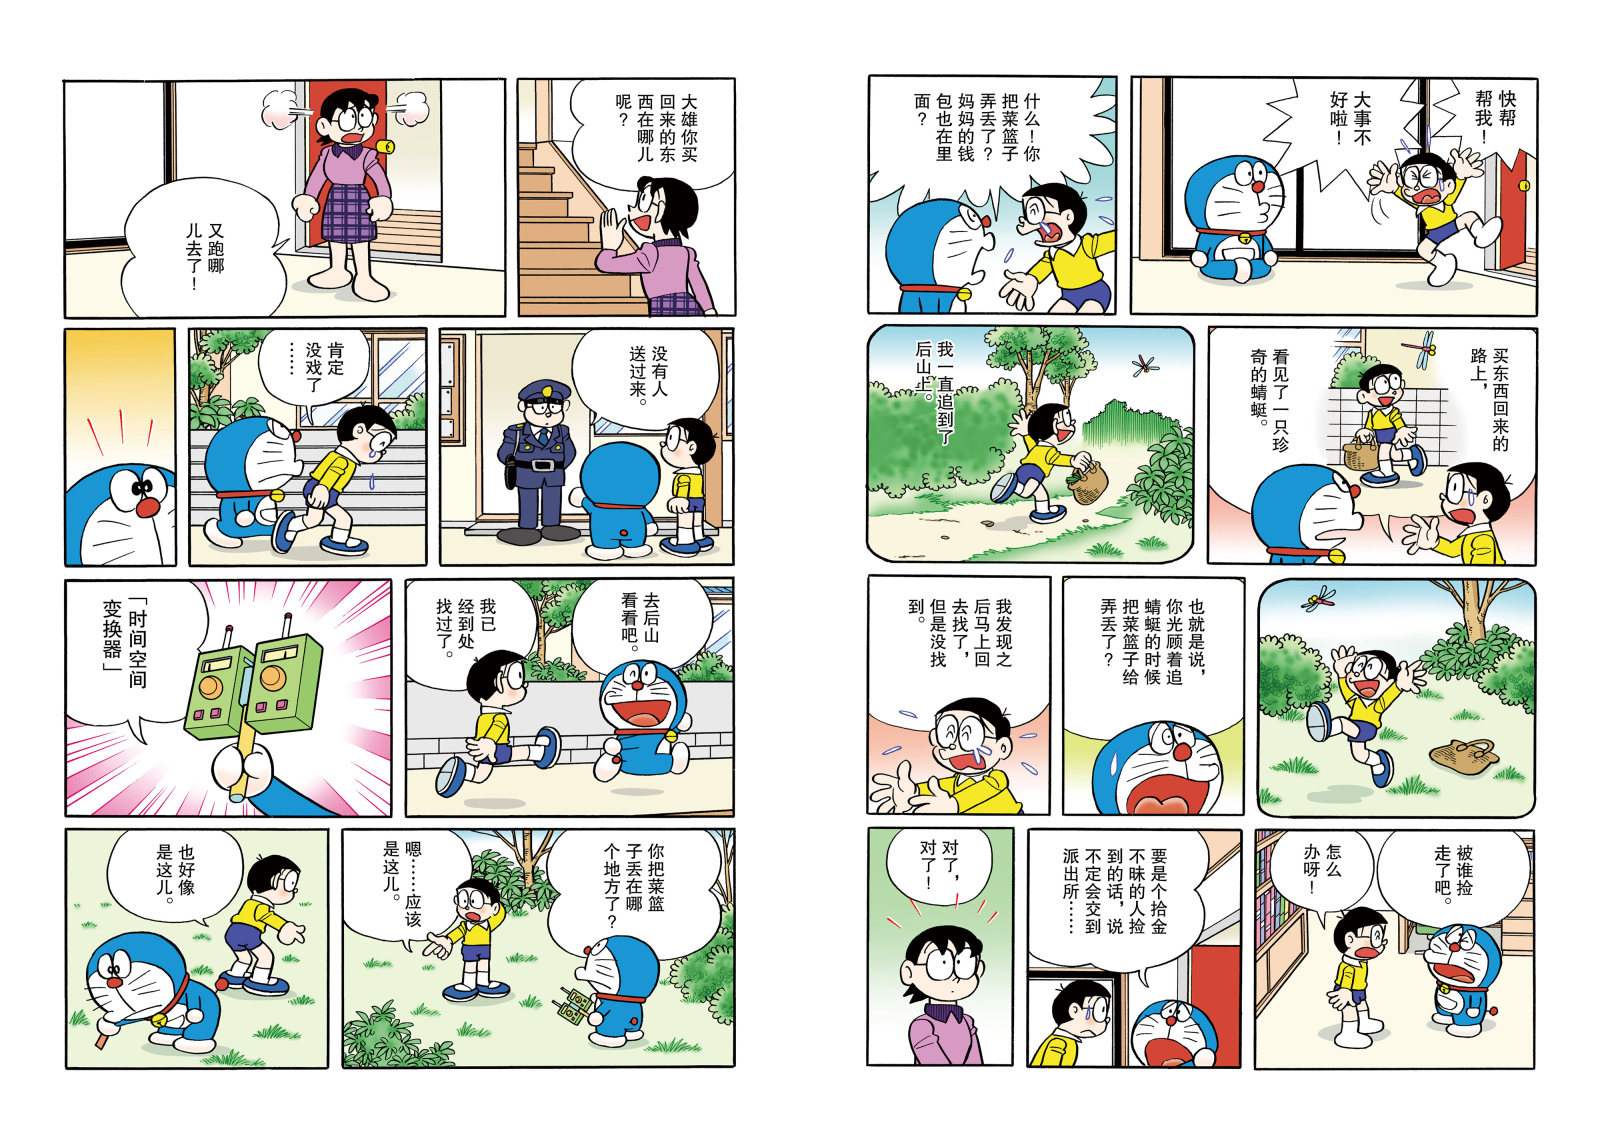 快帮
帮我！
大事不
好啦！
什么！你
把菜篮子
弄丢了？
妈妈的钱
包也在里
面？
买东西回来的
路上，
看见了一只珍
奇的蜻蜓。
我一直追到了
后山上。
也就是说，
你光顾着追
蜻蜓的时候
把菜篮子给
弄丢了？
我发现之
后马上回
去找了，
但是没找
到。
被谁捡
走了吧。
怎么
办呀！
要是个拾金
不昧的人捡
到的话，说
不定会交到
派出所……
对了，
对了！
大雄你买
回来的东
西在哪儿
呢？
又跑哪
儿去了！
没有人
送过来。
肯定
没戏了
……
去后山
看看吧。
我已
经到处
找过了。
「时间空间
变换器」
你把菜篮
子丢在哪
个地方了？
嗯……应该
是这儿。
也好像
是这儿。